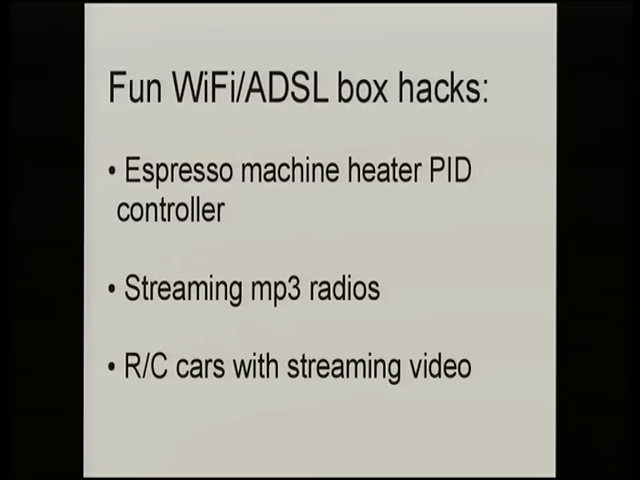 Fun WiFi/ADSL box hacks:
• Espresso machine heater PID
controller
• Streaming mp3 radios
• R/C cars with streaming video